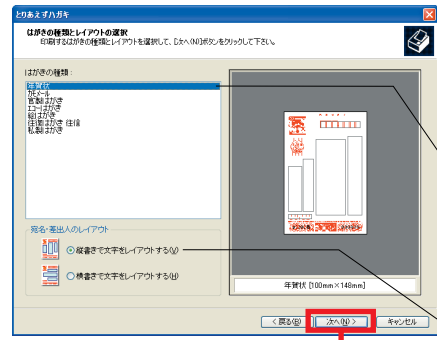 とりあえずハガキ
はがきの種類とレイアウトの選択
印刷するはがきの種類とレイアウトを選択して、[次へ(N)]ボタンをクリックして下さい。
はがきの種類:
年賀状
かもメール
官製はがき
エコーはがき
絵はがき
往復はがき 往信
私製はがき
宛名・差出人のレイアウト
縦書きで文字をレイアウトする(V)
横書きで文字をレイアウトする(H)
年賀状 [100mm×148mm]
< 戻る(B)
次へ(N) >
キャンセル